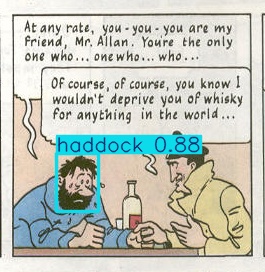 At any rate, you-you-you are my
friend, Mr. Allan. You're the only
one who... one who... who...
Of course, of course, you know I
wouldn't deprive you of whisky
for anything in the world...
haddock 0.88